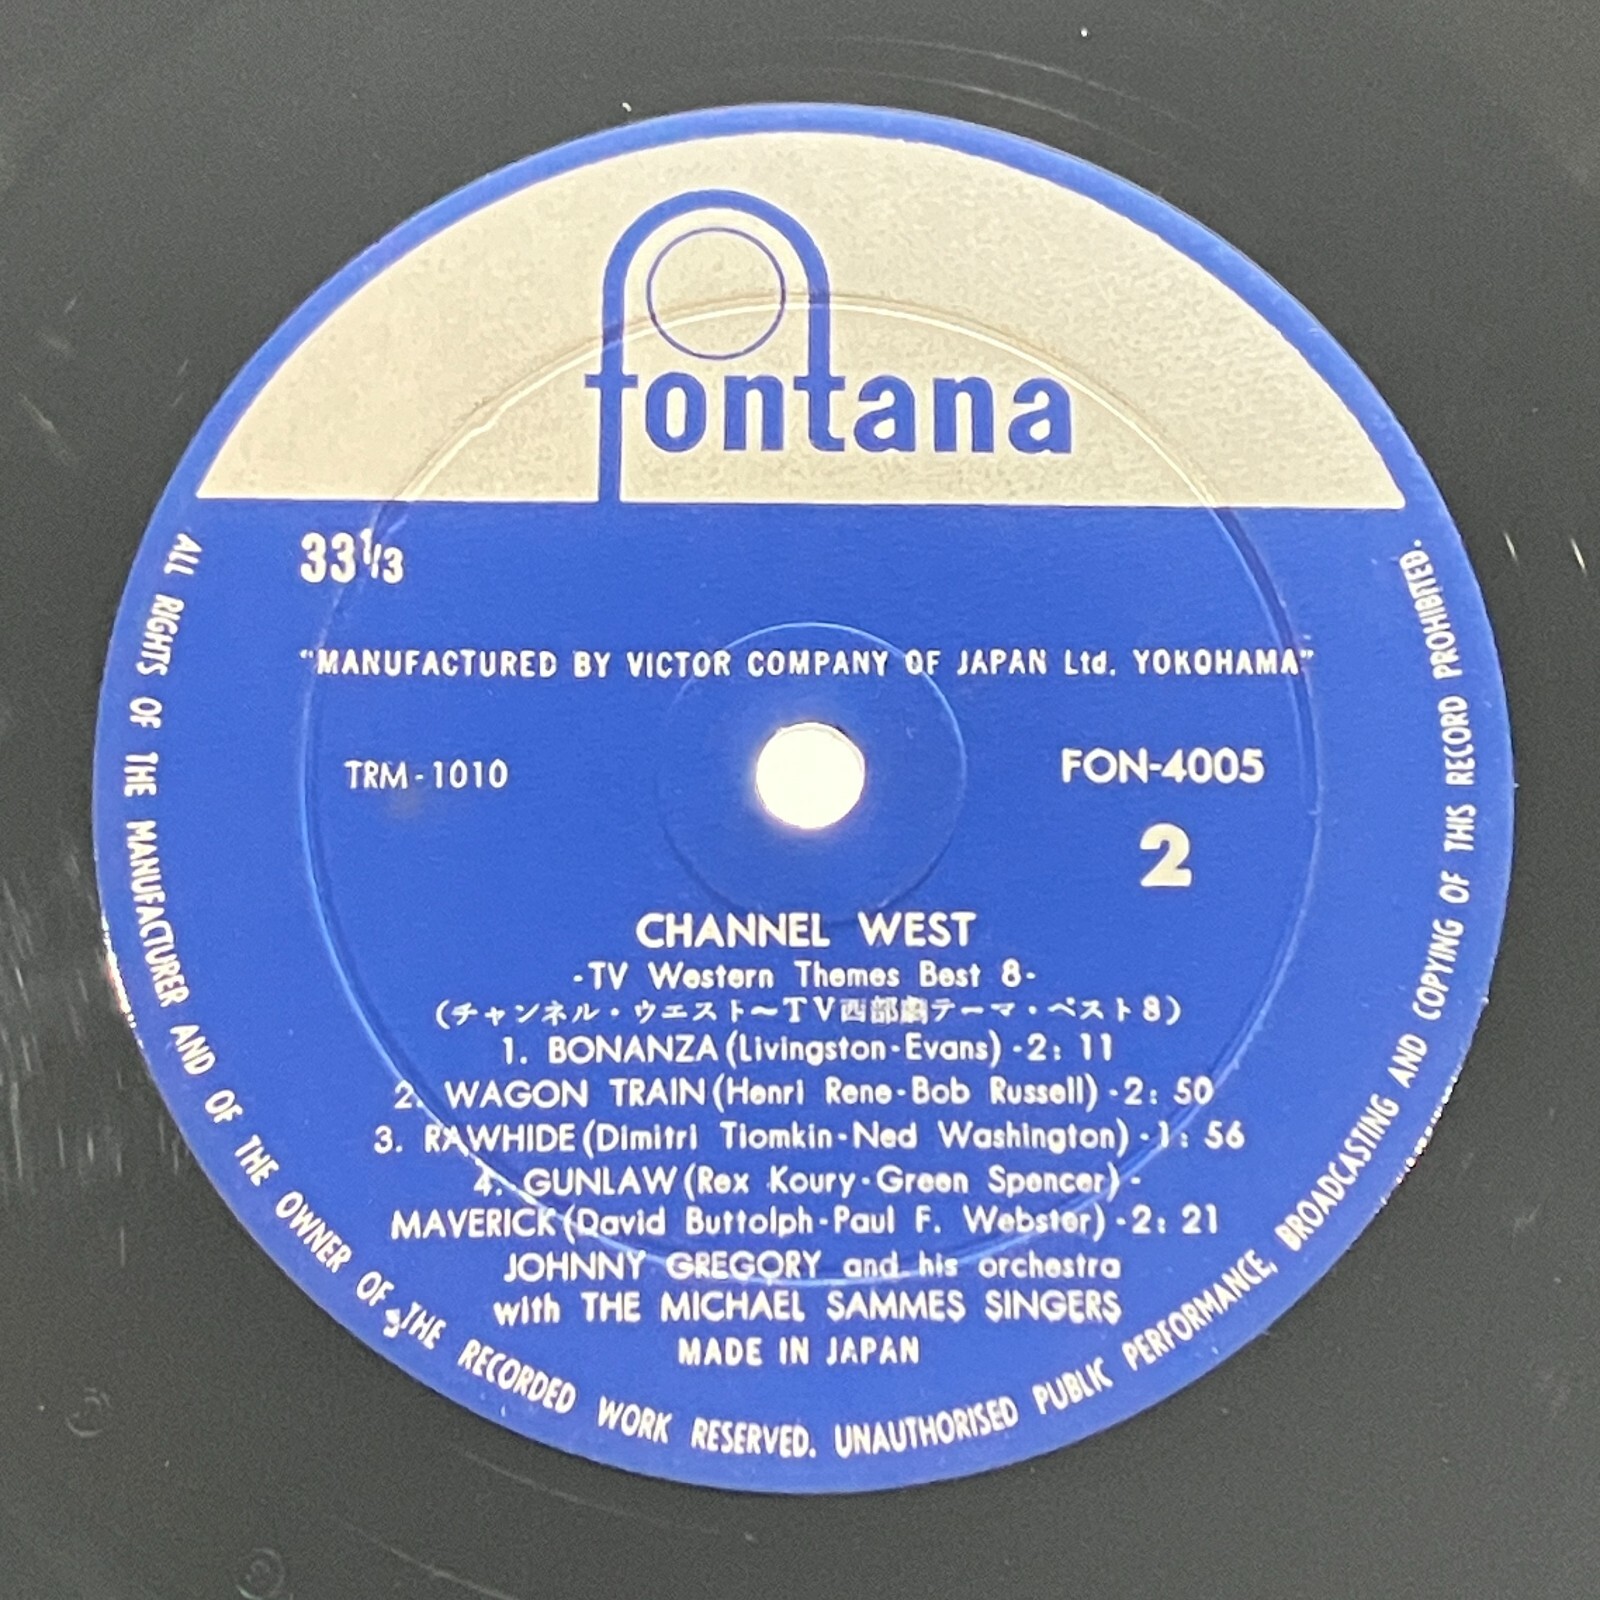 fontana
33 1/3
"MANUFACTURED BY VICTOR COMPANY OF JAPAN Ltd. YOKOHAMA"
TRM-1010
FON-4005
2
CHANNEL WEST
-TV Western Themes Best 8-
(チャンネル・ウエスト～TV西部劇テーマ・ベスト8)
1. BONANZA (Livingston-Evans) -2: 11
2. WAGON TRAIN (Henri Rene-Bob Russell) -2: 50
3. RAWHIDE (Dimitri Tiomkin-Ned Washington) -1: 56
4. GUNLAW (Rex Koury-Green Spencer) -
MAVERICK (David Buttolph-Paul F. Webster) -2: 21
JOHNNY GREGORY and his orchestra
with THE MICHAEL SAMMES SINGERS
MADE IN JAPAN
ALL RIGHTS OF THE MANUFACTURER AND OF THE OWNER OF THE RECORDED WORK RESERVED. UNAUTHORISED PUBLIC PERFORMANCE, BROADCASTING AND COPYING OF THIS RECORD PROHIBITED.